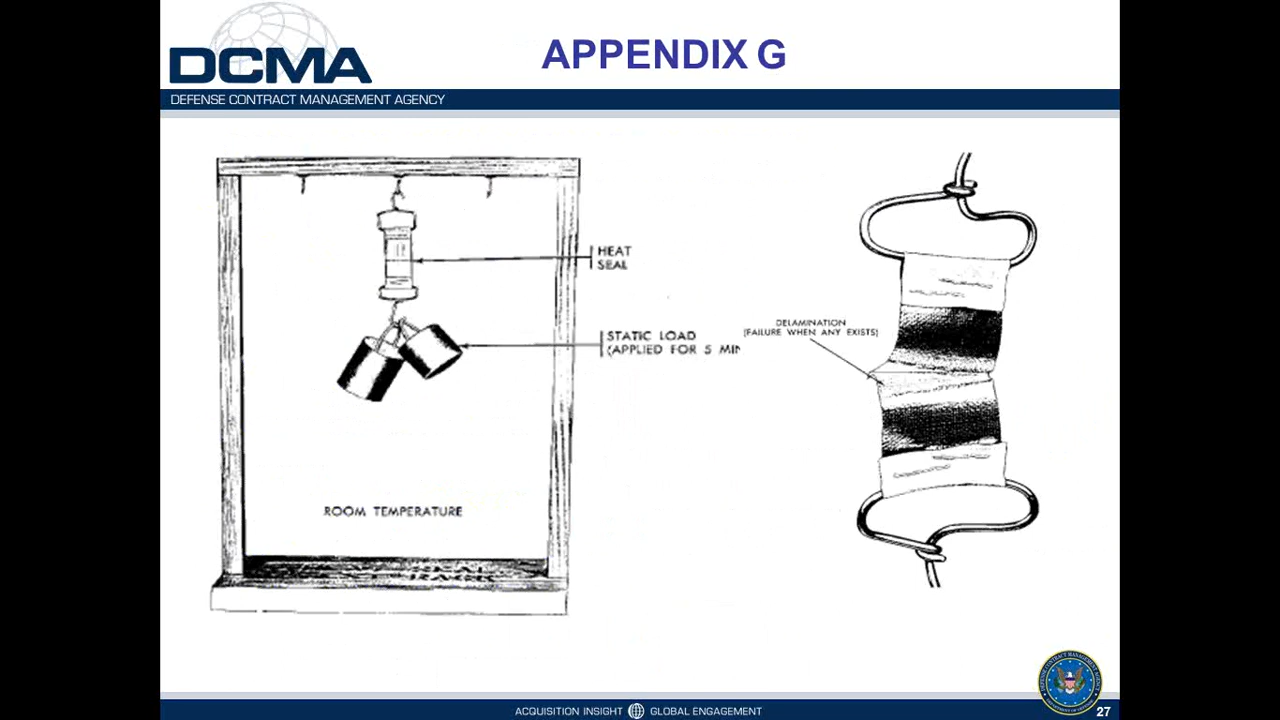 DCMA
APPENDIX G
DEFENSE CONTRACT MANAGEMENT AGENCY
HEAT
SEAL
STATIC LOAD
(APPLIED FOR 5 MIN
DELAMINATION
(FAILURE WHEN ANY EXISTS)
ROOM TEMPERATURE
ACQUISITION INSIGHT GLOBAL ENGAGEMENT
27